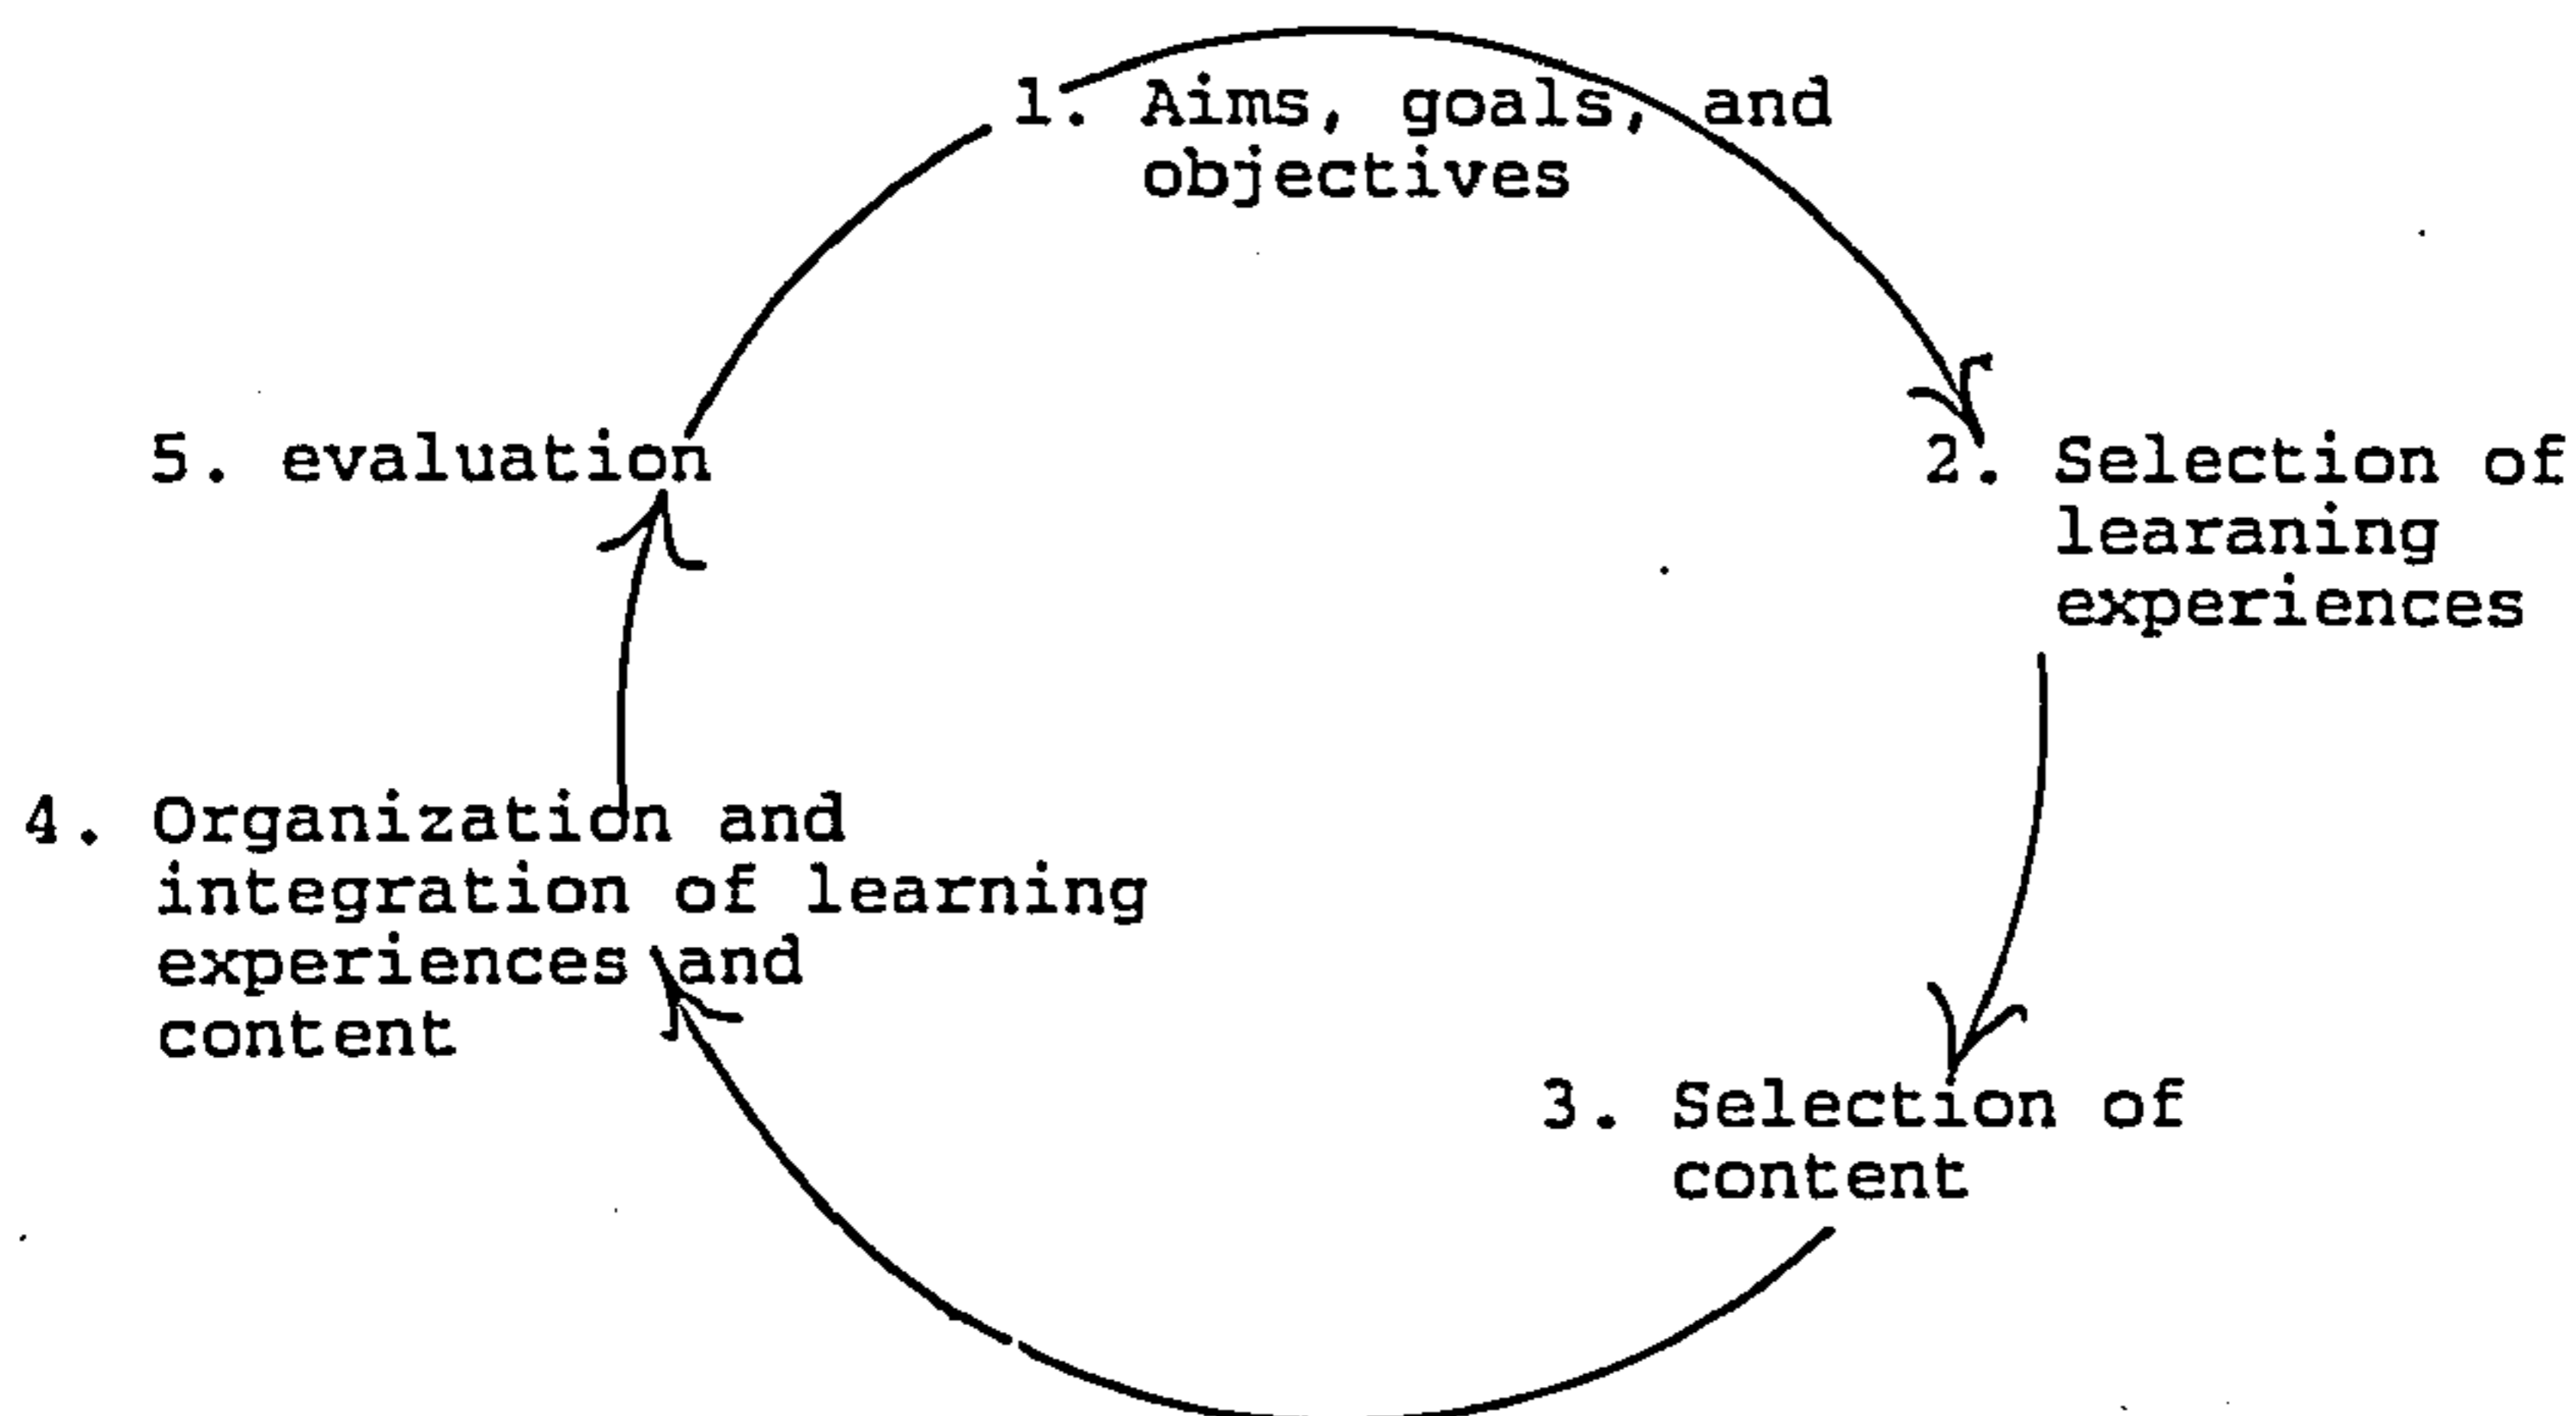 1. Aims, goals, and
objectives
2. Selection of
learaning
experiences
3. Selection of
content
4. Organization and
integration of learning
experiences and
content
5. evaluation